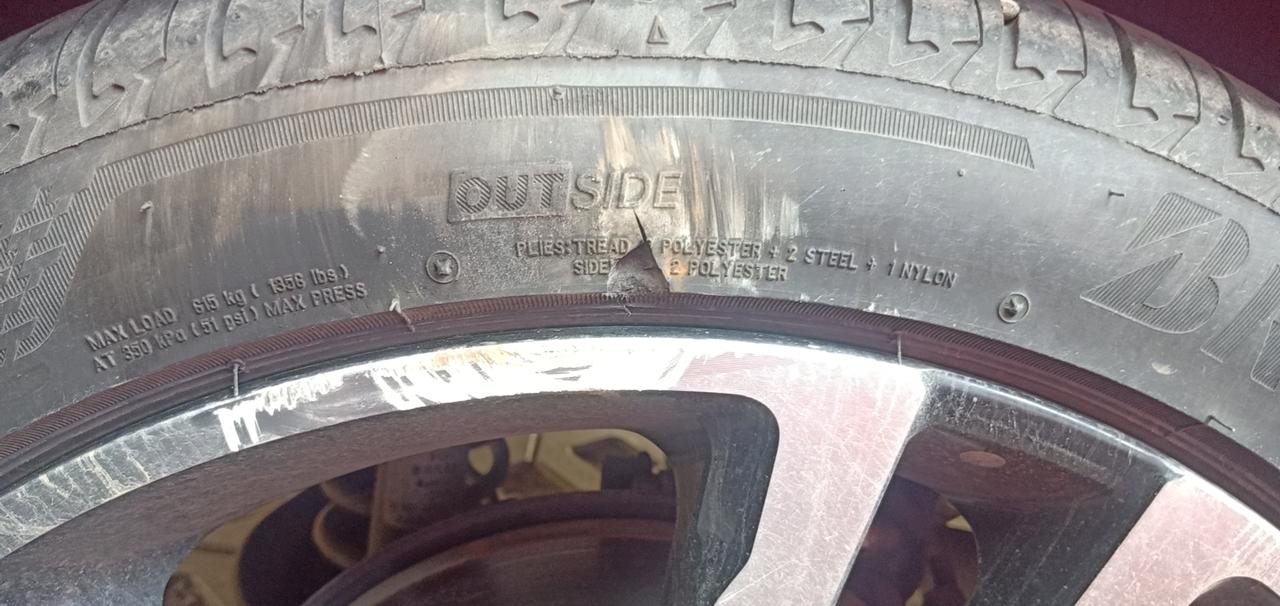 OUTSIDE
PLIES: TREAD 2 POLYESTER + 2 STEEL + 1 NYLON
SIDE 2 POLYESTER
MAX LOAD 615 kg ( 1356 lbs )
AT 350 kPa (51 psi) MAX PRESS
B